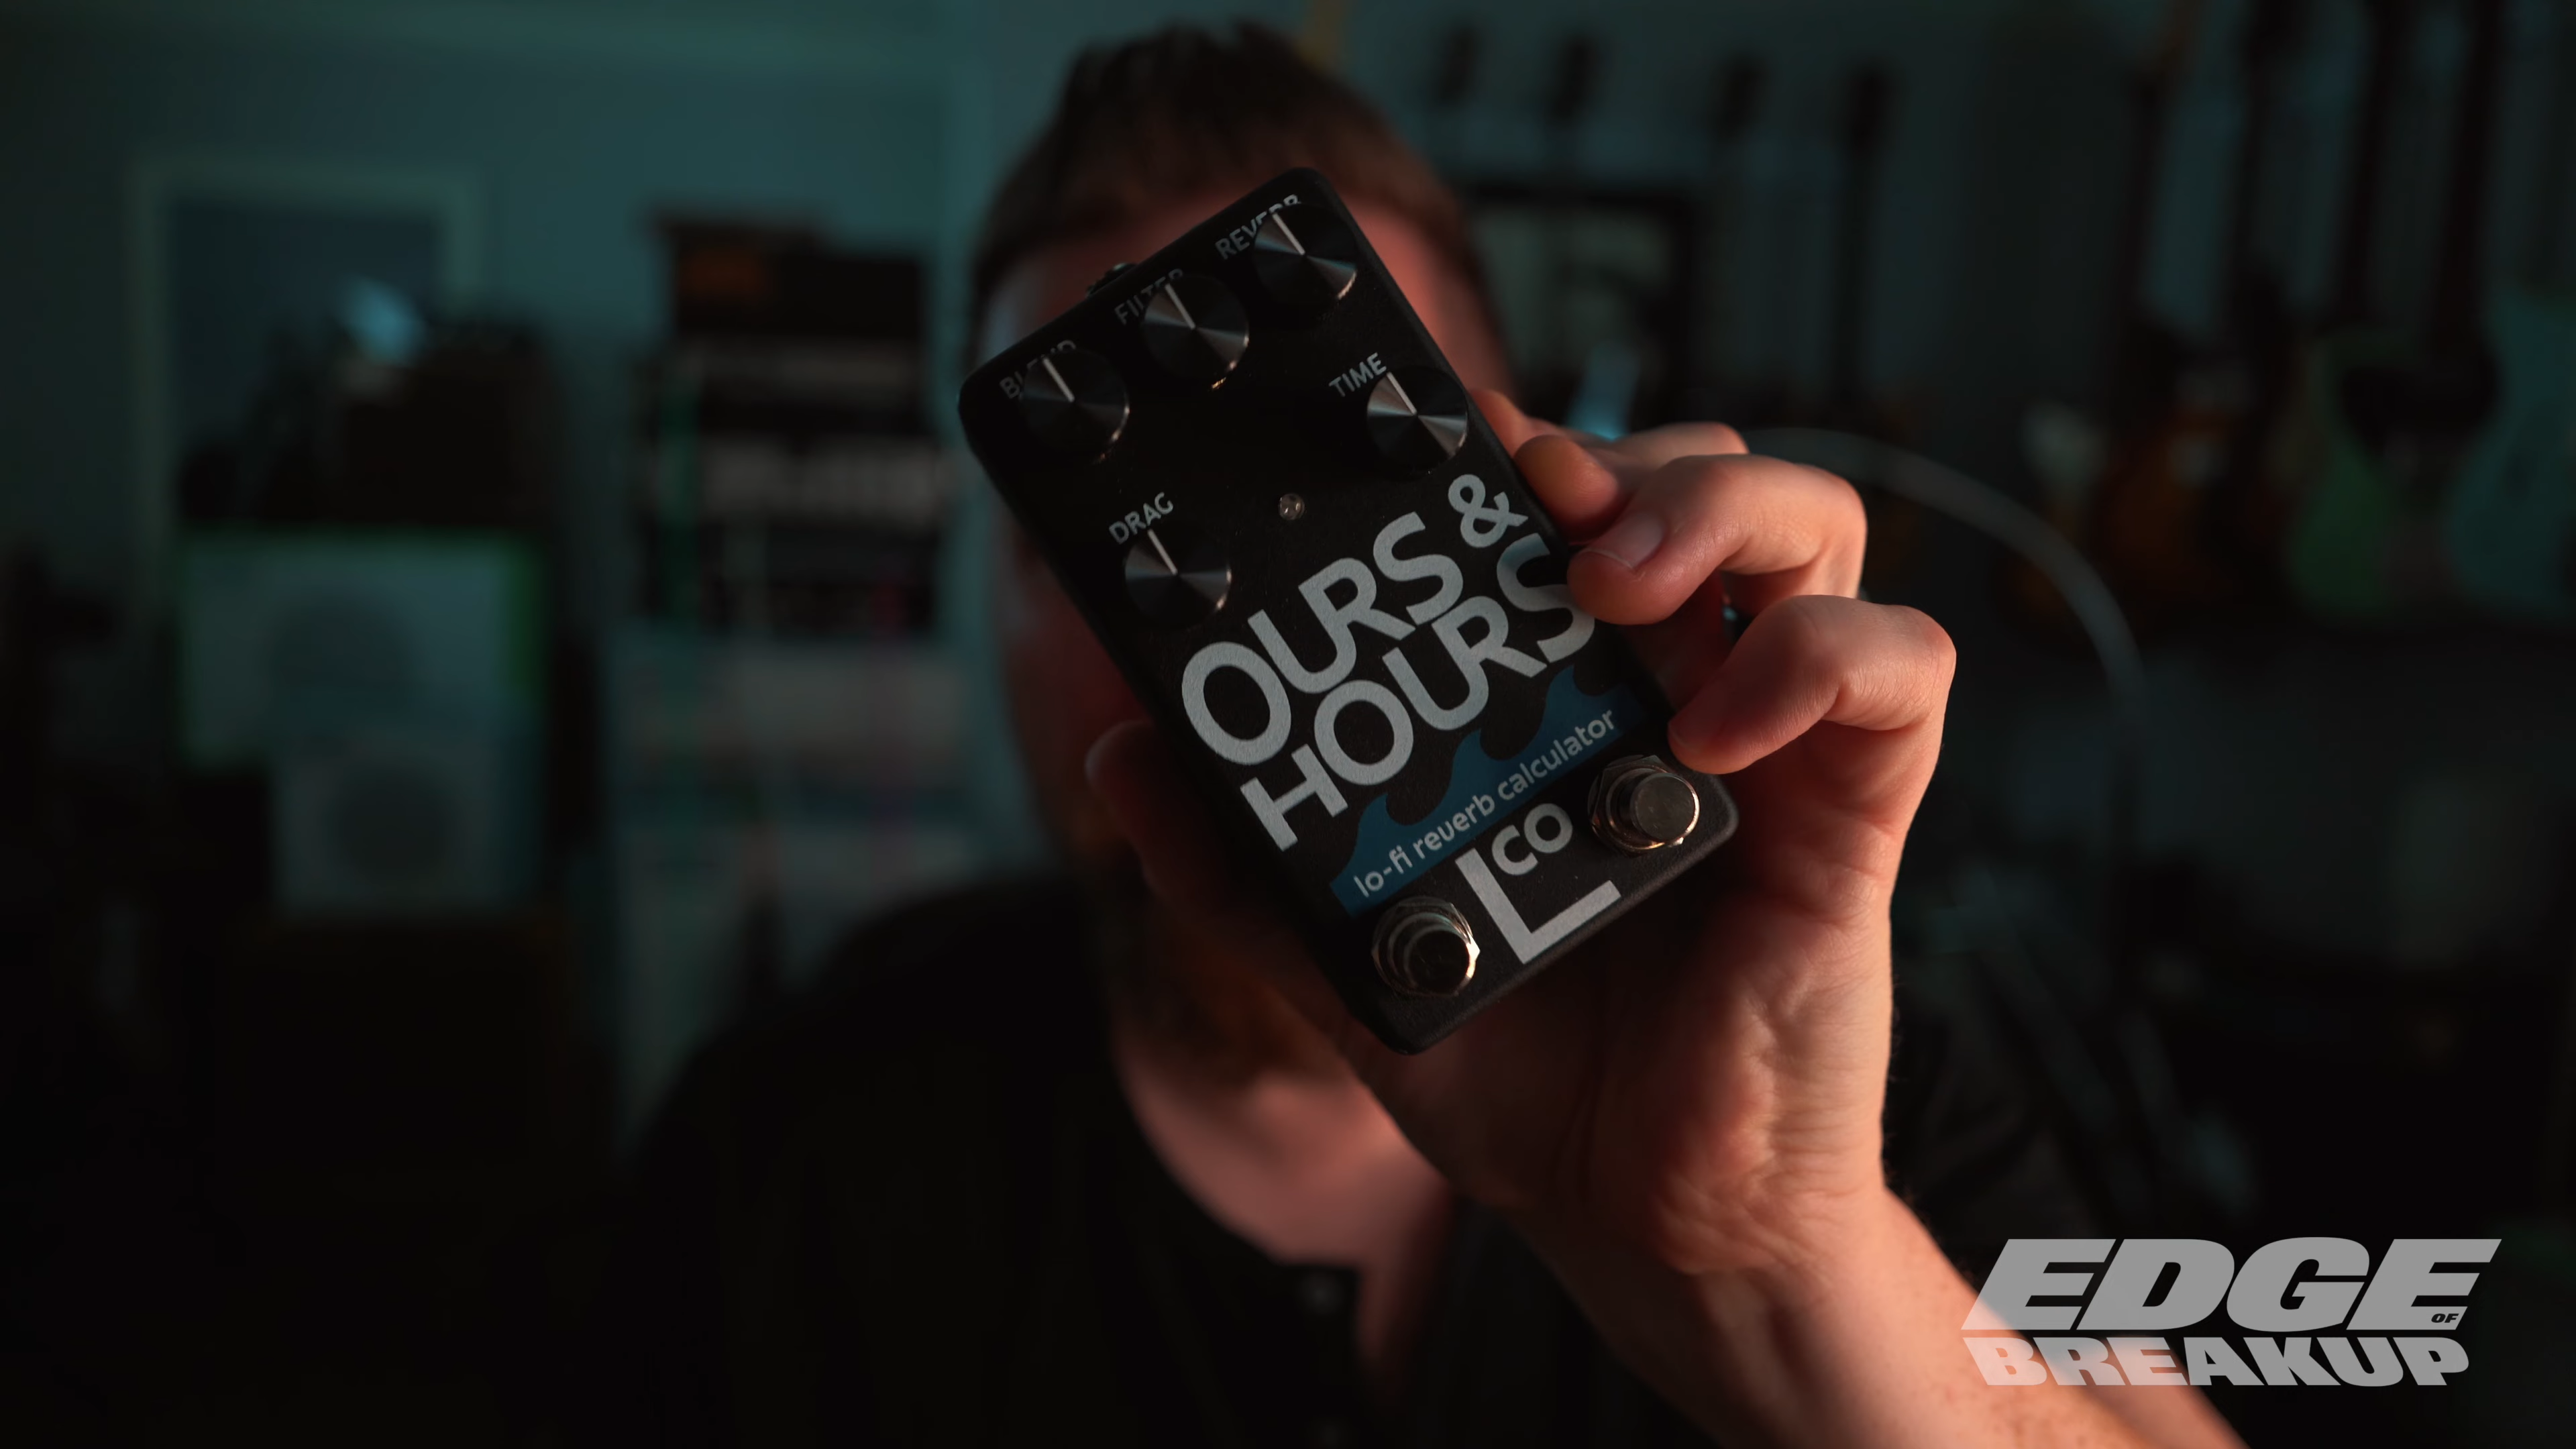 REVERB
FILTER
BLEND
TIME
DRAG
OURS &
HOURS
lo-fi reverb calculator
L CO
EDGE
OF
BREAKUP